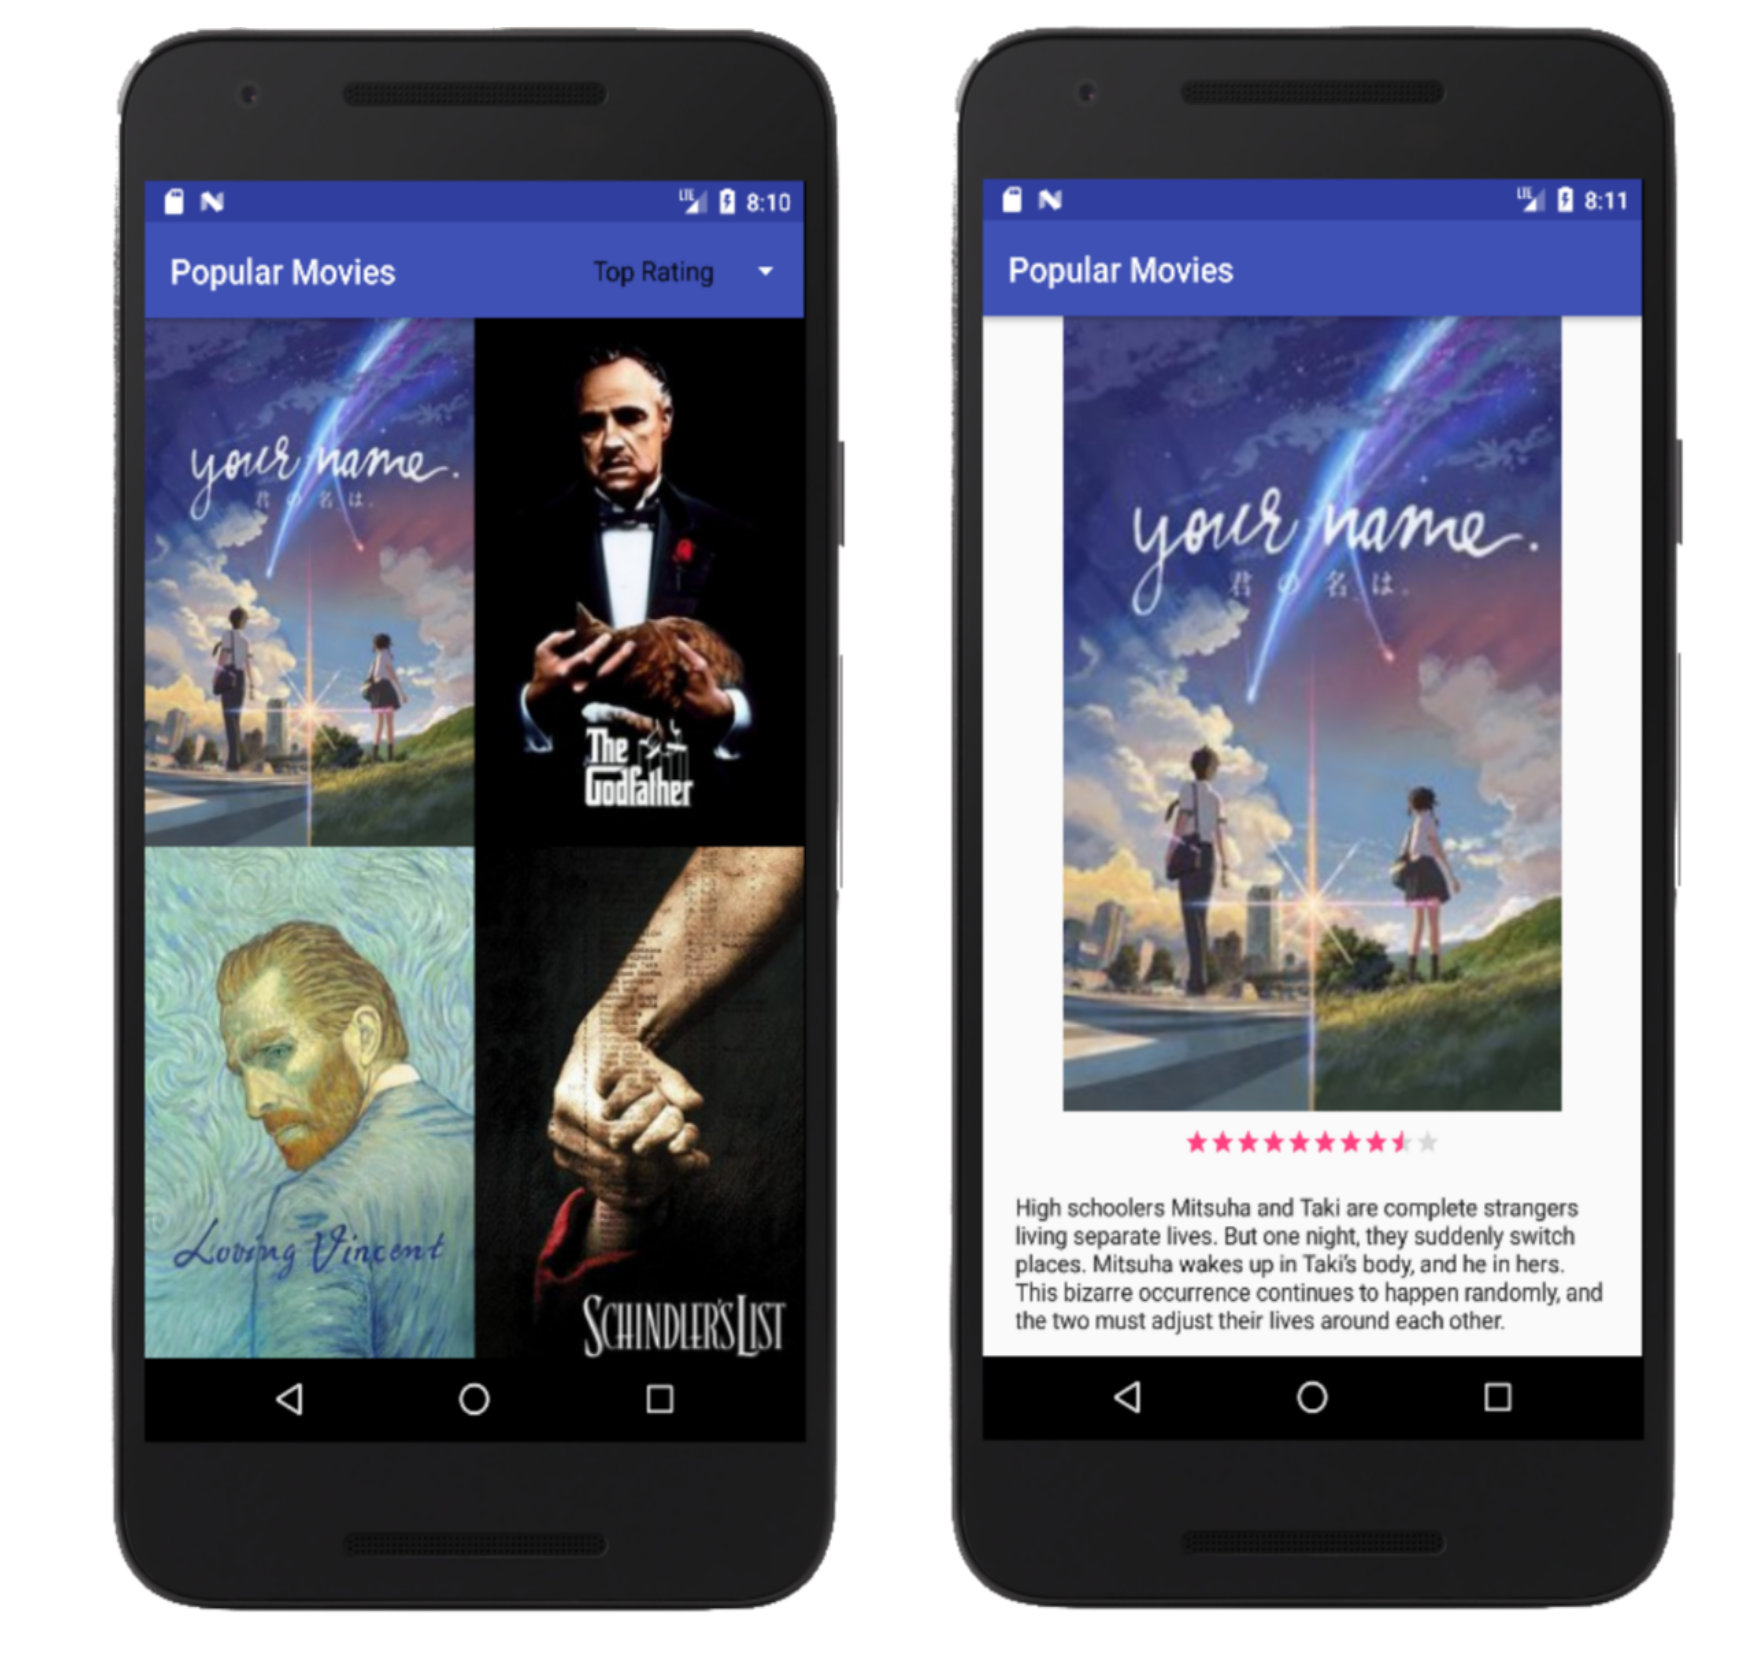 LTE 8:10
Popular Movies Top Rating
your name.
君の名は。
The
Godfather
Loving Vincent
SCHINDLER'S LIST
LTE 8:11
Popular Movies
your name.
君の名は。
High schoolers Mitsuha and Taki are complete strangers
living separate lives. But one night, they suddenly switch
places. Mitsuha wakes up in Taki's body, and he in hers.
This bizarre occurrence continues to happen randomly, and
the two must adjust their lives around each other.